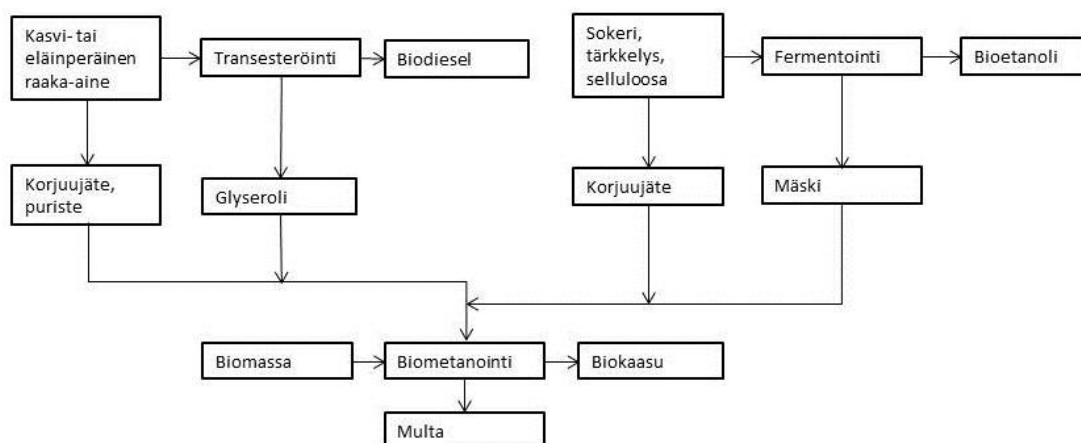 Kasvi- tai
eläinperäinen
raaka-aine
Transesteröinti
Biodiesel
Sokeri,
tärkkelys,
selluloosa
Fermentointi
Bioetanoli
Korjuujäte,
puriste
Glyseroli
Korjuujäte
Mäski
Biomassa
Biometanointi
Biokaasu
Multa